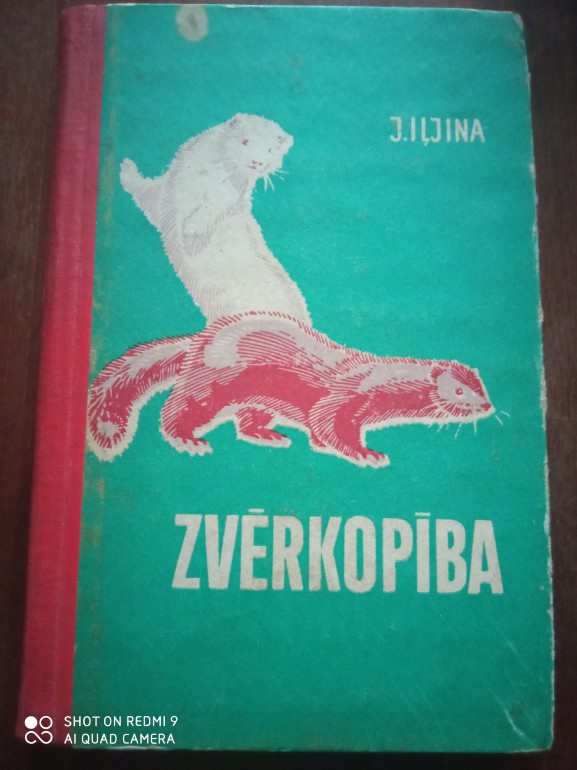 J.IĻJINA
ZVĒRKOPĪBA
SHOT ON REDMI 9
AI QUAD CAMERA